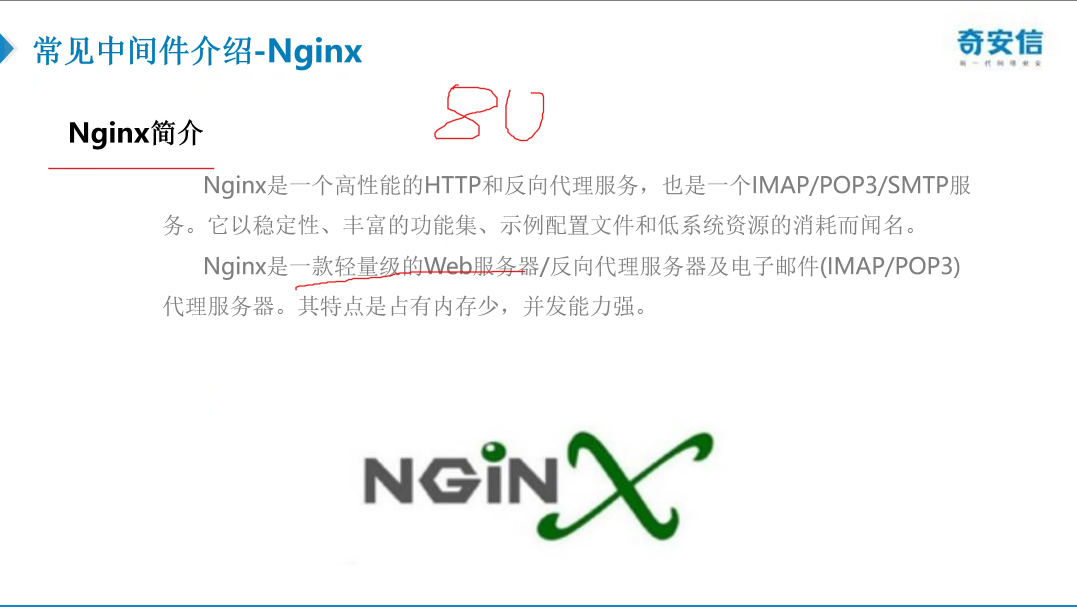 常见中间件介绍-Nginx
奇安信
新一代网络安全
80
Nginx简介
Nginx是一个高性能的HTTP和反向代理服务，也是一个IMAP/POP3/SMTP服
务。它以稳定性、丰富的功能集、示例配置文件和低系统资源的消耗而闻名。
Nginx是一款轻量级的Web服务器/反向代理服务器及电子邮件(IMAP/POP3)
代理服务器。其特点是占有内存少，并发能力强。
NGiNX